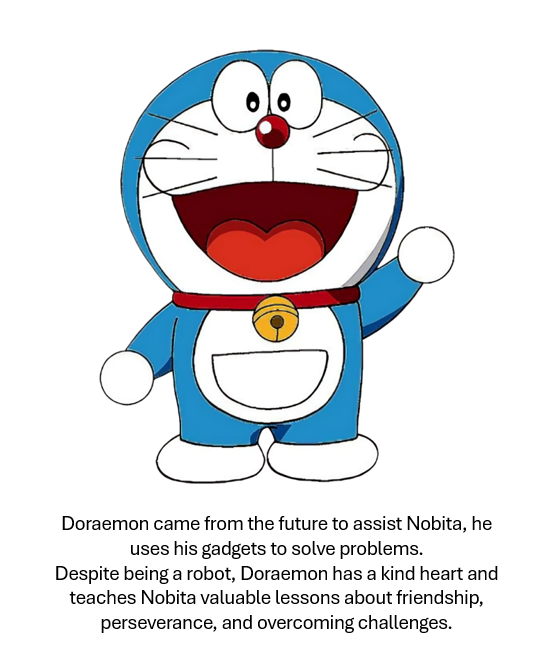 Doraemon came from the future to assist Nobita, he
uses his gadgets to solve problems.
Despite being a robot, Doraemon has a kind heart and
teaches Nobita valuable lessons about friendship,
perseverance, and overcoming challenges.